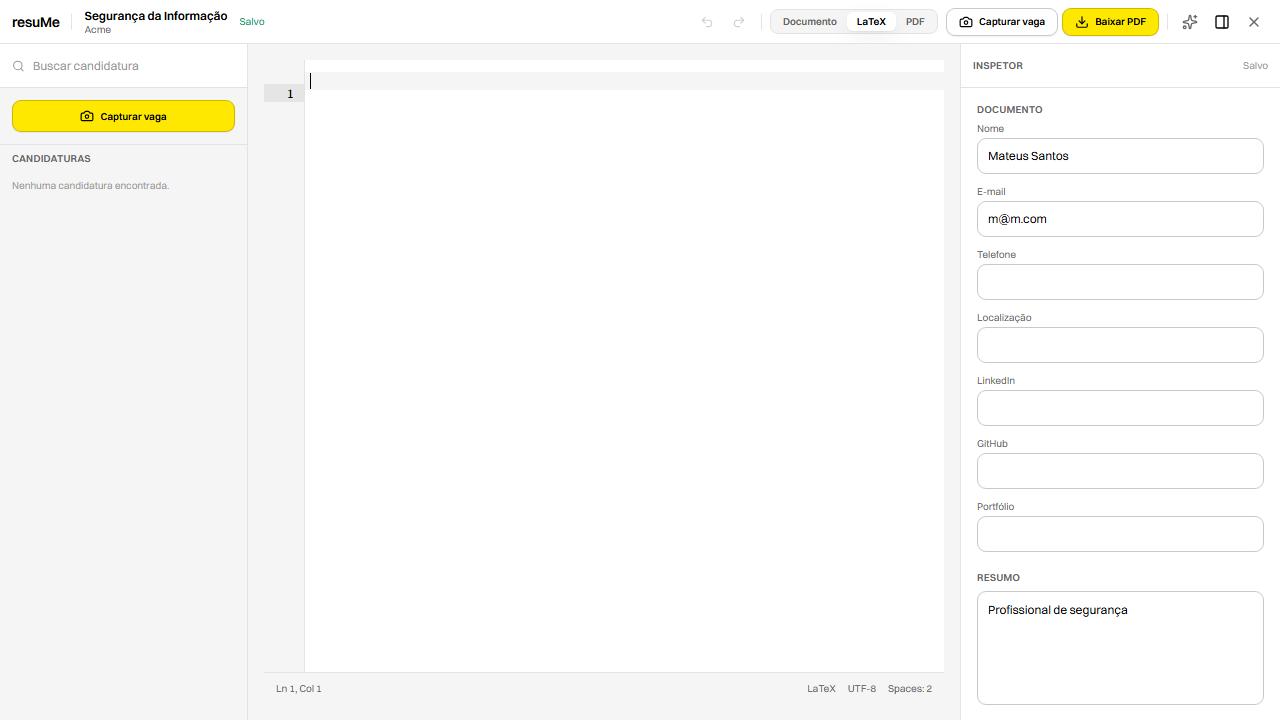 resuMe
Segurança da Informação
Acme
Salvo
Documento
LaTeX
PDF
Capturar vaga
Baixar PDF
Buscar candidatura
Capturar vaga
CANDIDATURAS
Nenhuma candidatura encontrada.
1
Ln 1, Col 1
LaTeX
UTF-8
Spaces: 2
INSPETOR
Salvo
DOCUMENTO
Nome
Mateus Santos
E-mail
m@m.com
Telefone
Localização
LinkedIn
GitHub
Portfólio
RESUMO
Profissional de segurança